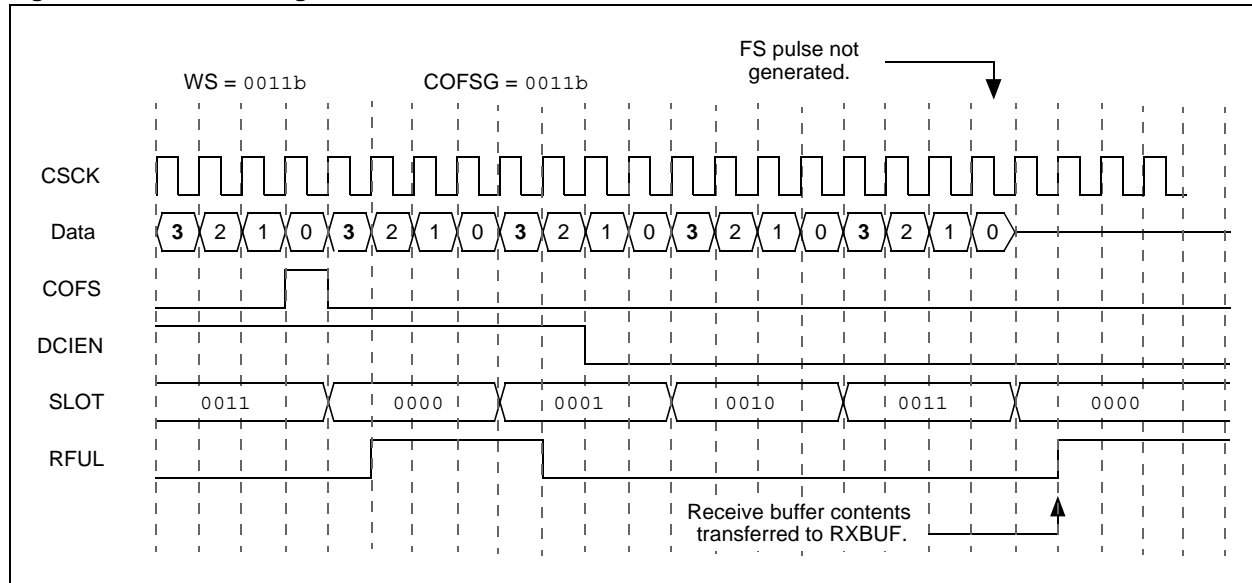 FS pulse not
generated.
WS = 0011b
COFSG = 0011b
CSCK
Data 3 2 1 0 3 2 1 0 3 2 1 0 3 2 1 0 3 2 1 0
COFS
DCIEN
SLOT 0011 0000 0001 0010 0011 0000
RFUL
Receive buffer contents
transferred to RXBUF.